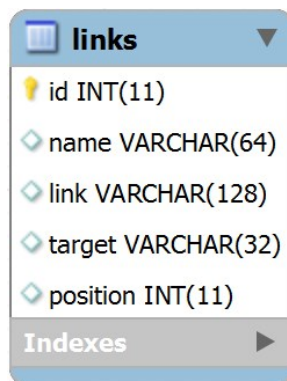 links
id INT(11)
name VARCHAR(64)
link VARCHAR(128)
target VARCHAR(32)
position INT(11)
Indexes